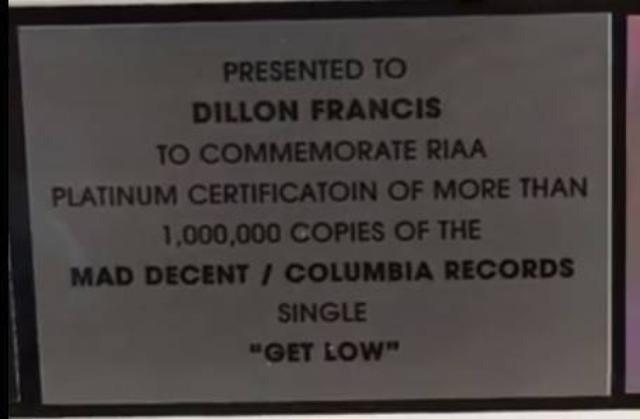 PRESENTED TO
DILLON FRANCIS
TO COMMEMORATE RIAA
PLATINUM CERTIFICATOIN OF MORE THAN
1,000,000 COPIES OF THE
MAD DECENT / COLUMBIA RECORDS
SINGLE
"GET LOW"